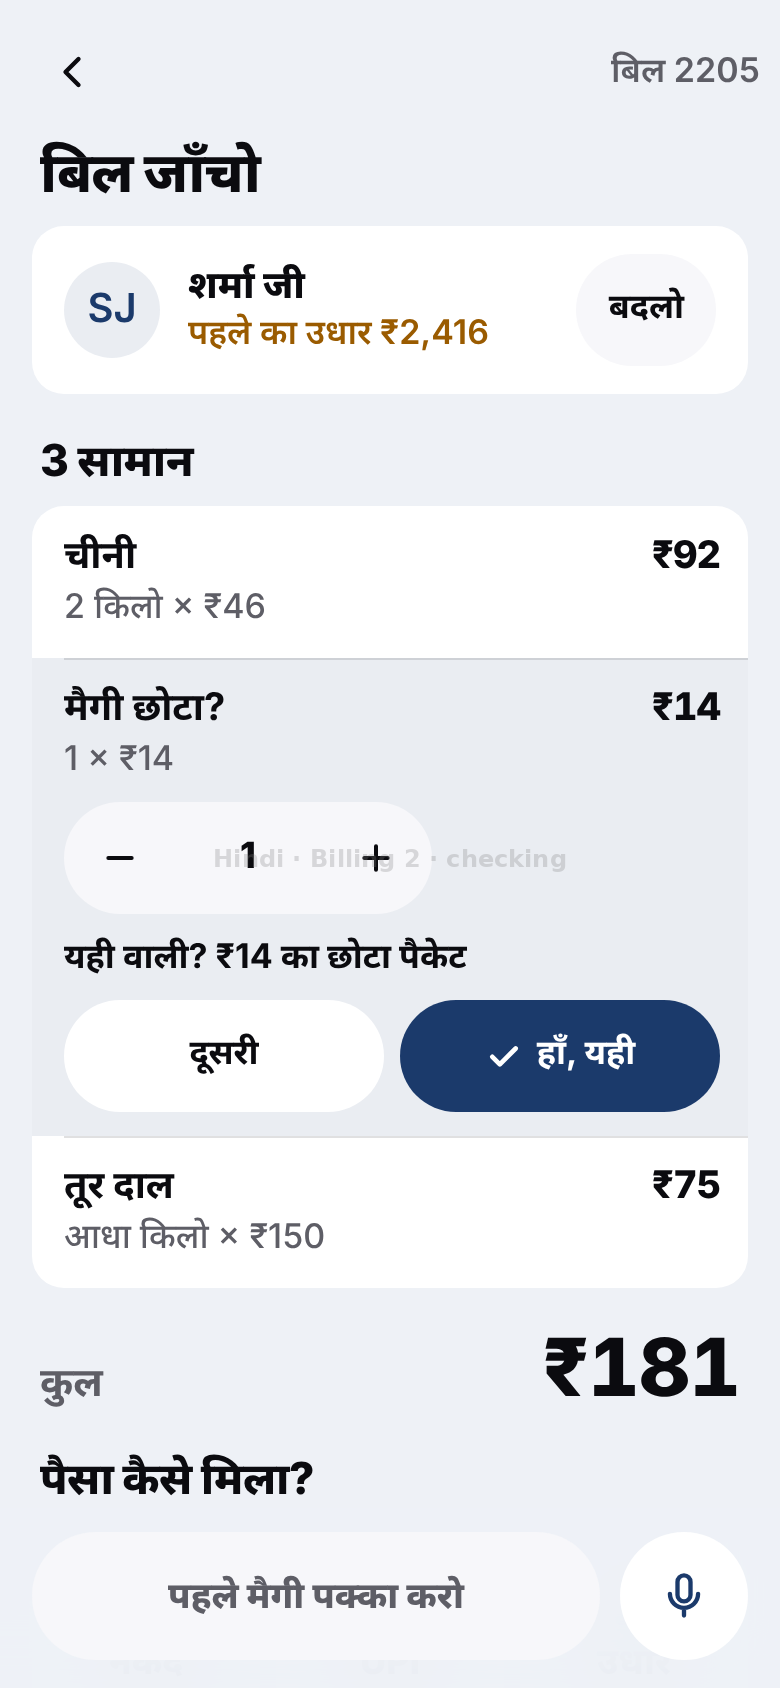 बिल 2205
बिल जाँचो
SJ
शर्मा जी
पहले का उधार ₹2,416
बदलो
3 सामान
चीनी
₹92
2 किलो × ₹46
मैगी छोटा?
₹14
1 × ₹14
− 1 +
Hindi · Billing 2 · checking
यही वाली? ₹14 का छोटा पैकेट
दूसरी
✓ हाँ, यही
तूर दाल
₹75
आधा किलो × ₹150
कुल
₹181
पैसा कैसे मिला?
पहले मैगी पक्का करो